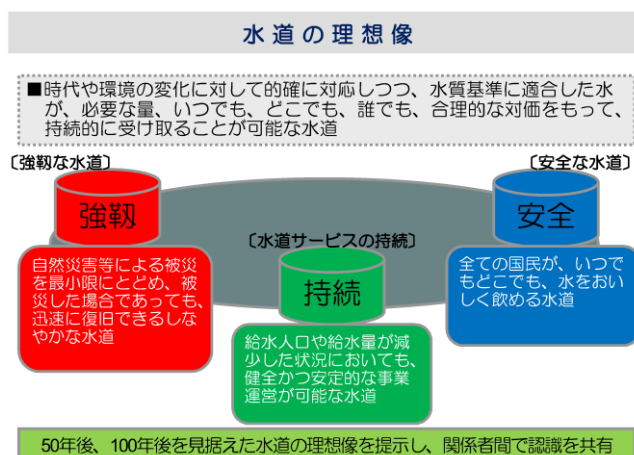 水道の理想像
■時代や環境の変化に対して的確に対応しつつ、水質基準に適合した水
が、必要な量、いつでも、どこでも、誰でも、合理的な対価をもって、
持続的に受け取ることが可能な水道
〔強靱な水道〕
〔安全な水道〕
強靱
安全
〔水道サービスの持続〕
自然災害等による被災
を最小限にとどめ、被
災した場合であっても、
迅速に復旧できるしな
やかな水道
持続
全ての国民が、いつで
もどこでも、水をおい
しく飲める水道
給水人口や給水量が減
少した状況においても、
健全かつ安定的な事業
運営が可能な水道
50年後、100年後を見据えた水道の理想像を提示し、関係者間で認識を共有